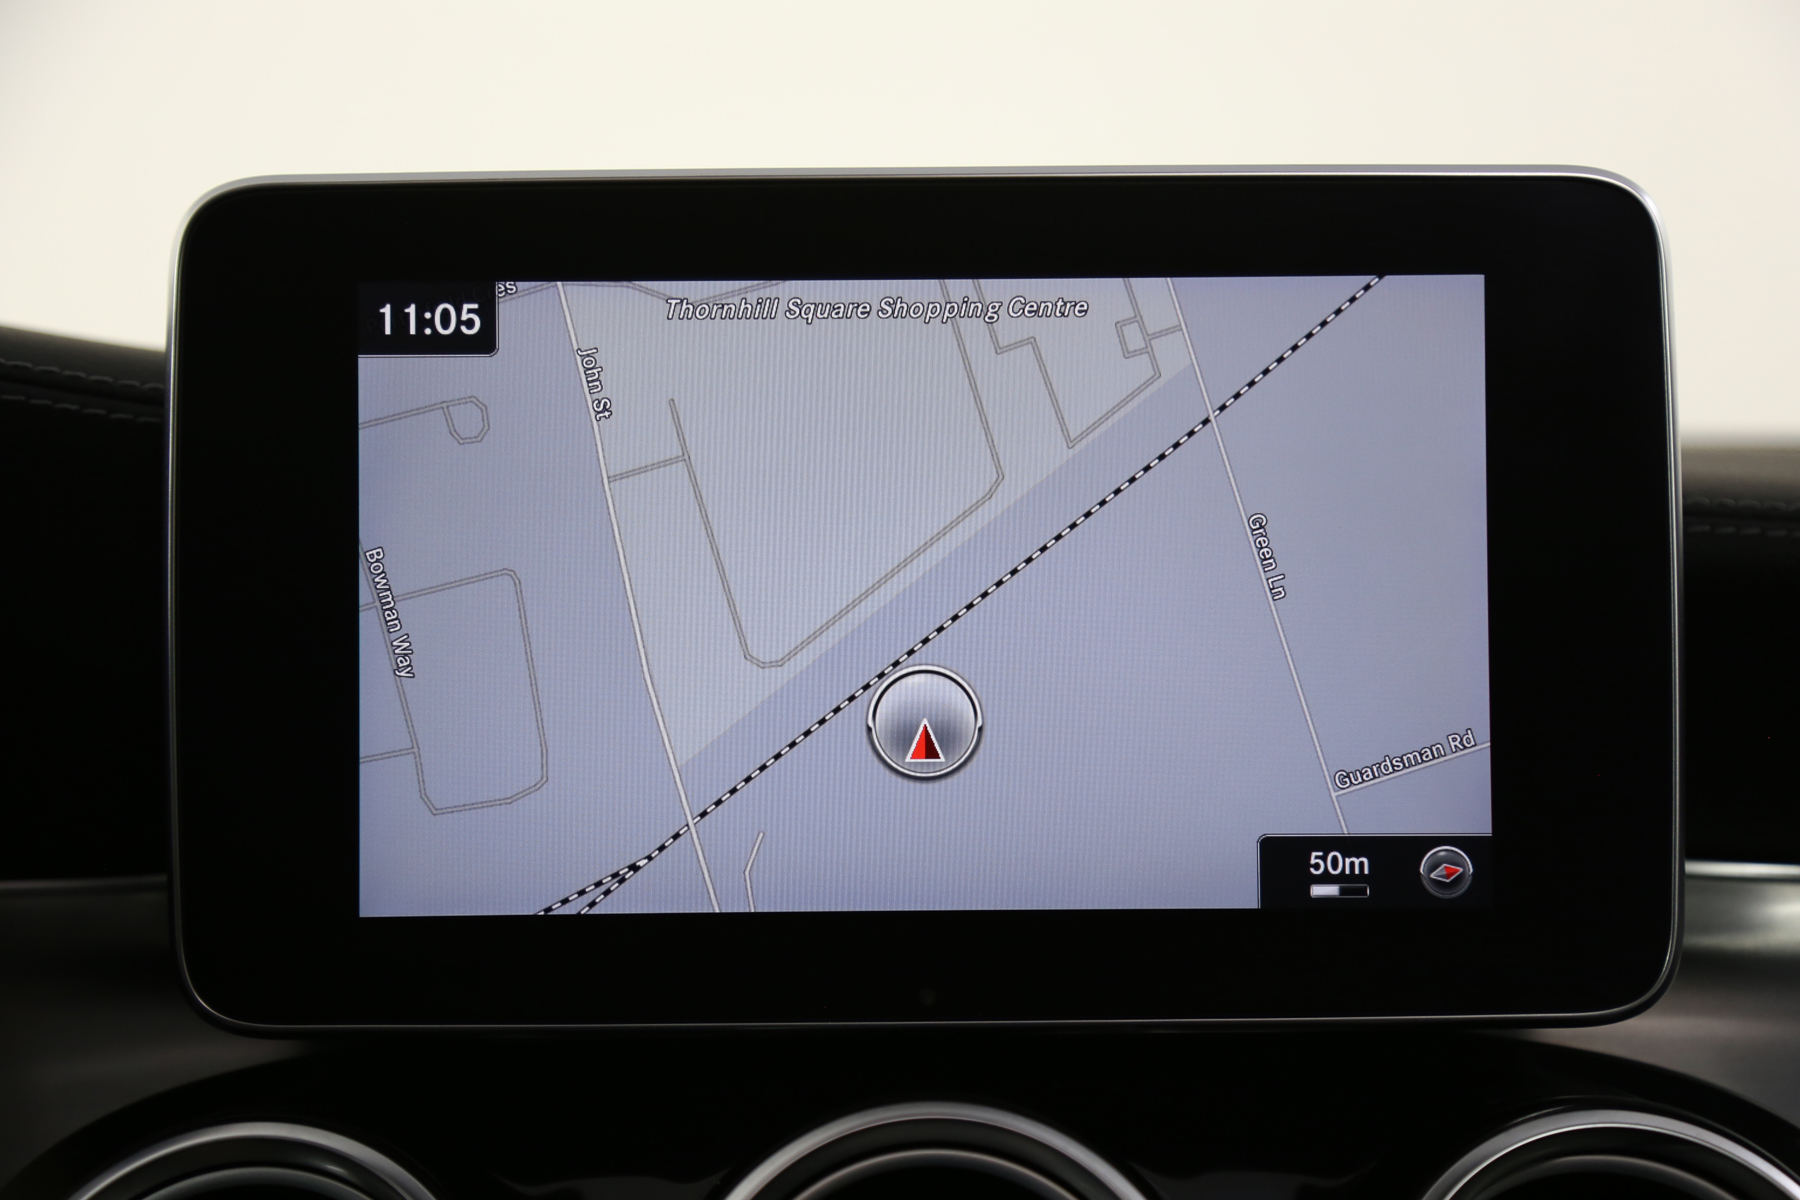 11:05
Thornhill Square Shopping Centre
John St
Green Ln
Bowman Way
Guardsman Rd
50m